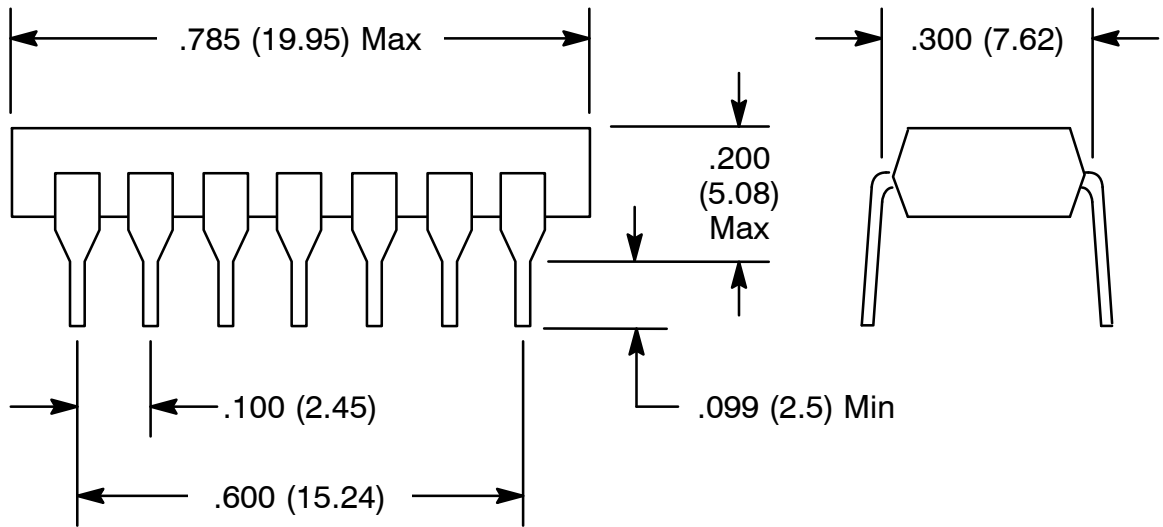 .785 (19.95) Max
.300 (7.62)
.200
(5.08)
Max
.100 (2.45)
.099 (2.5) Min
.600 (15.24)